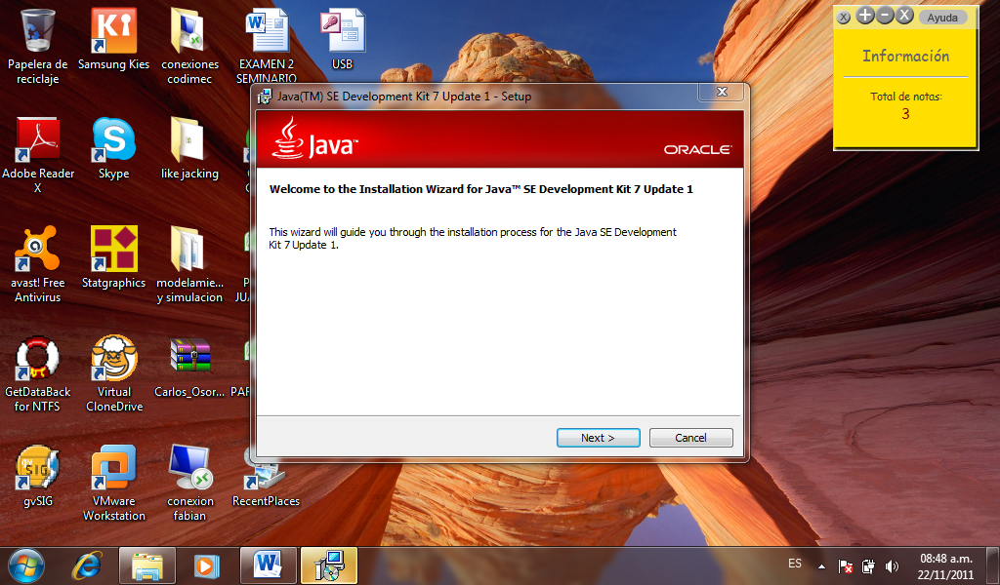 Papelera de
reciclaje
Samsung Kies
conexiones
codimec
EXAMEN 2
SEMINARIO
USB
Adobe Reader
X
Skype
like jacking
avast! Free
Antivirus
Statgraphics
modelamie...
y simulacion
GetDataBack
for NTFS
Virtual
CloneDrive
Carlos_Osor...
gvSIG
VMware
Workstation
conexion
fabian
RecentPlaces
Java(TM) SE Development Kit 7 Update 1 - Setup
Java™
ORACLE
Welcome to the Installation Wizard for Java™ SE Development Kit 7 Update 1
This wizard will guide you through the installation process for the Java SE Development
Kit 7 Update 1.
Next >
Cancel
Ayuda
Información
Total de notas:
3
ES
08:48 a.m.
22/11/2011